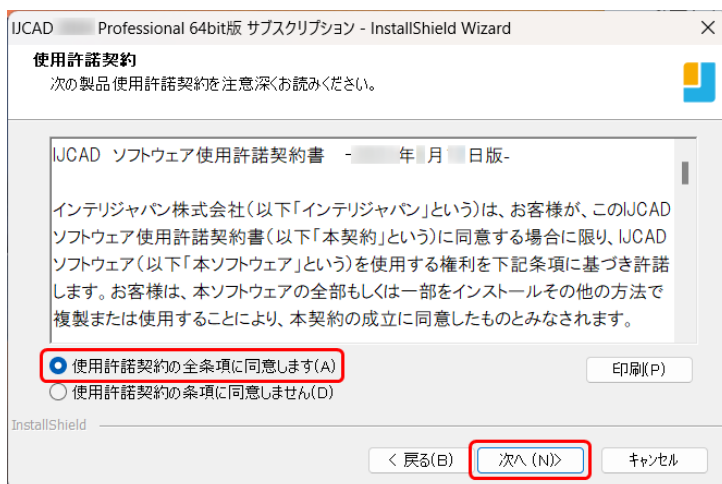 IJCAD Professional 64bit版 サブスクリプション - InstallShield Wizard
使用許諾契約
次の製品使用許諾契約を注意深くお読みください。
IJCAD ソフトウェア使用許諾契約書 - 年 月 日版-
インテリジャパン株式会社(以下「インテリジャパン」という)は、お客様が、このIJCAD
ソフトウェア使用許諾契約書(以下「本契約」という)に同意する場合に限り、IJCAD
ソフトウェア(以下「本ソフトウェア」という)を使用する権利を下記条項に基づき許諾
します。お客様は、本ソフトウェアの全部もしくは一部をインストールその他の方法で
複製または使用することにより、本契約の成立に同意したものとみなされます。
使用許諾契約の全条項に同意します(A)
印刷(P)
使用許諾契約の条項に同意しません(D)
InstallShield
< 戻る(B)
次へ (N)>
キャンセル